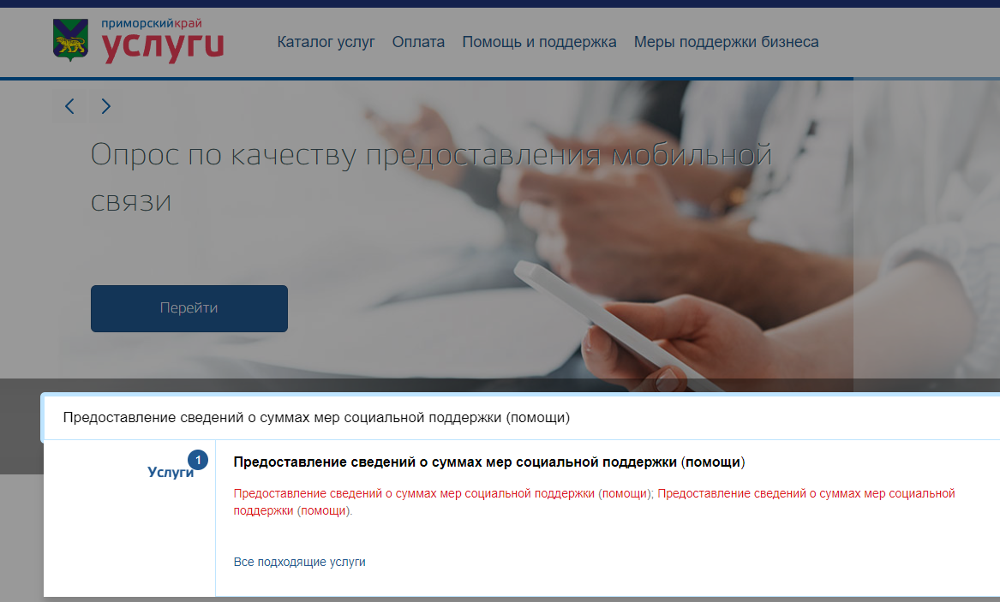 приморскийкрай
услуги
Каталог услуг Оплата Помощь и поддержка Меры поддержки бизнеса
Опрос по качеству предоставления мобильной
связи
Перейти
Предоставление сведений о суммах мер социальной поддержки (помощи)
Услуги 1
Предоставление сведений о суммах мер социальной поддержки (помощи)
Предоставление сведений о суммах мер социальной поддержки (помощи); Предоставление сведений о суммах мер социальной
поддержки (помощи).
Все подходящие услуги